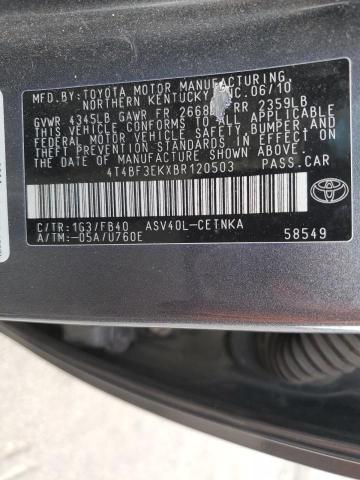 MFD.BY:TOYOTA MOTOR MANUFACTURING,
NORTHERN KENTUCKY, INC.06/10
GVWR 4345LB GAWR FR 2668 RR 2359LB
THIS VEHICLE CONFORMS TO ALL APPLICABLE
FEDERAL MOTOR VEHICLE SAFETY, BUMPER, AND
THEFT PREVENTION STANDARDS IN EFFECT ON
THE DATE OF MANUFACTURE SHOWN ABOVE.
4T4BF3EKXBR120503 PASS.CAR
C/TR:1G3/FB40 ASV40L-CETNKA
A/TM:-05A/U760E 58549
TOYOTA